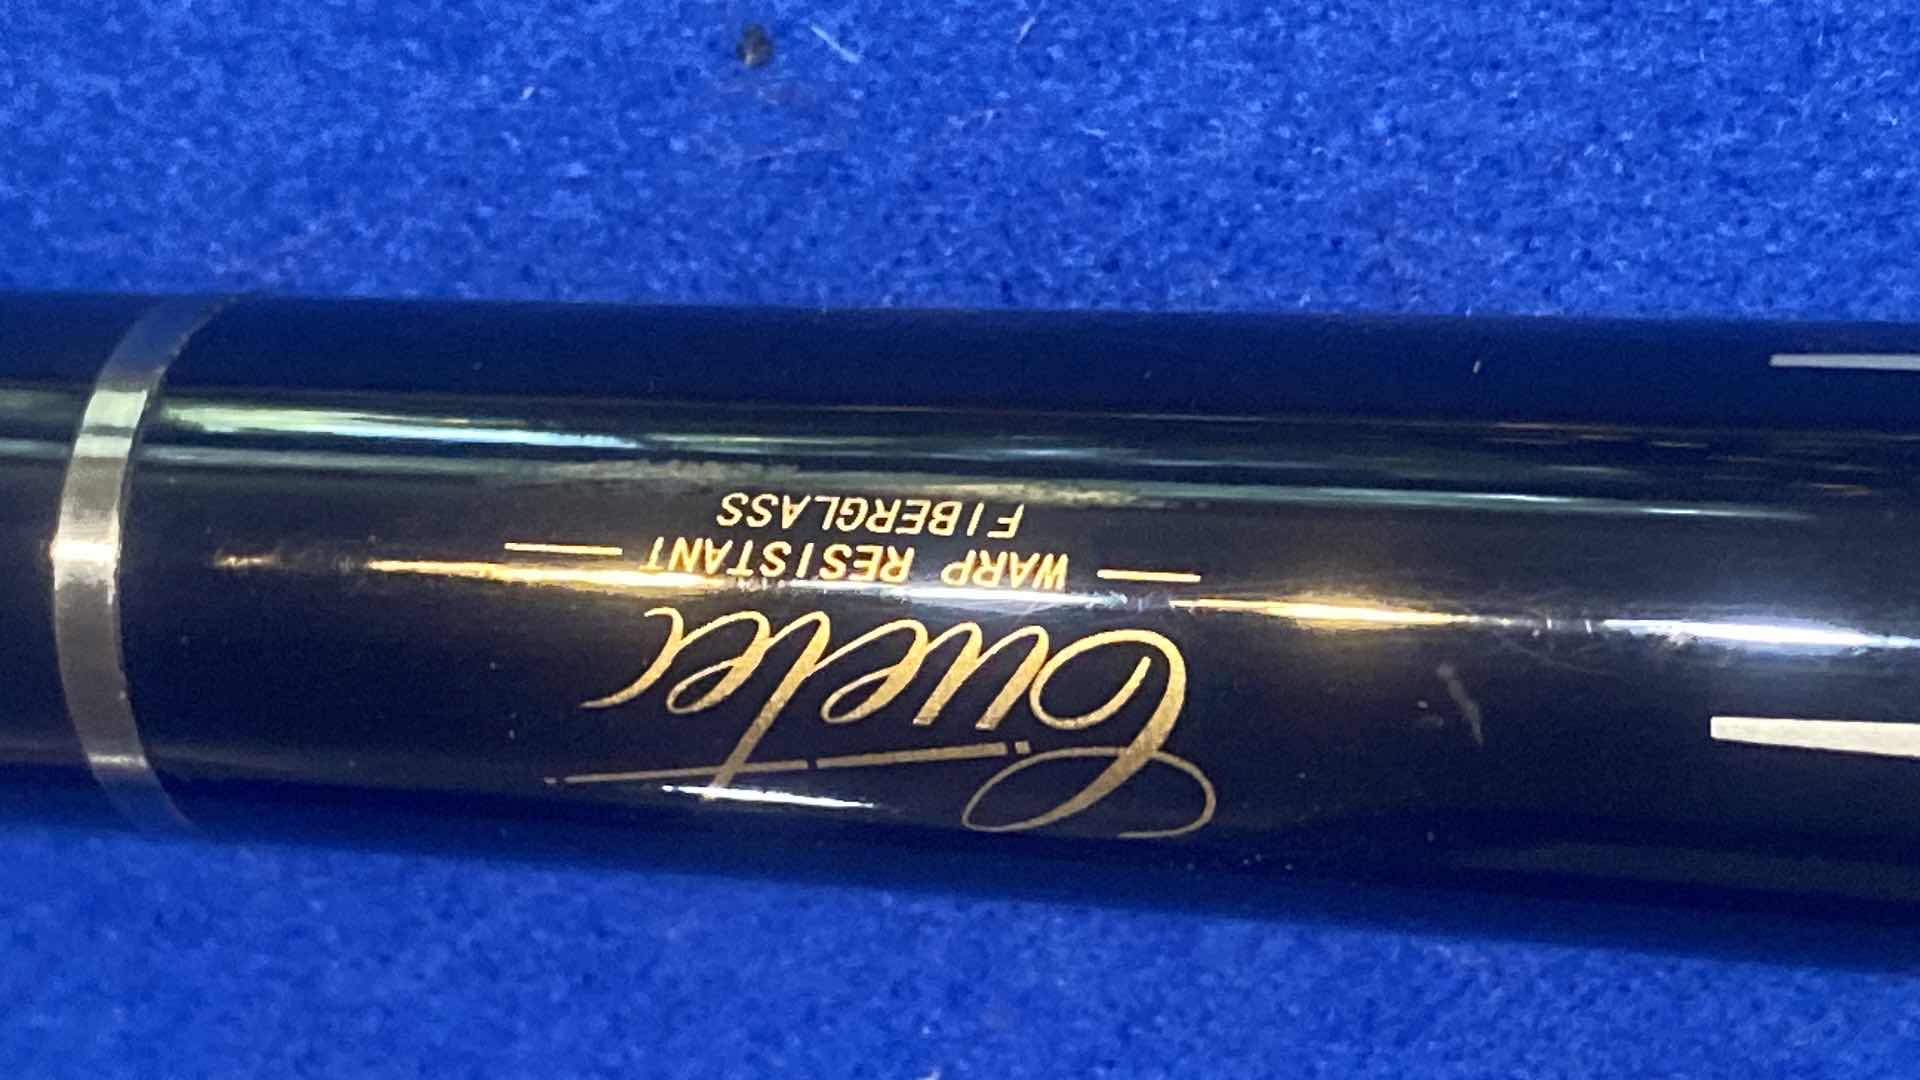 Cuetec
— WARP RESISTANT —
FIBERGLASS